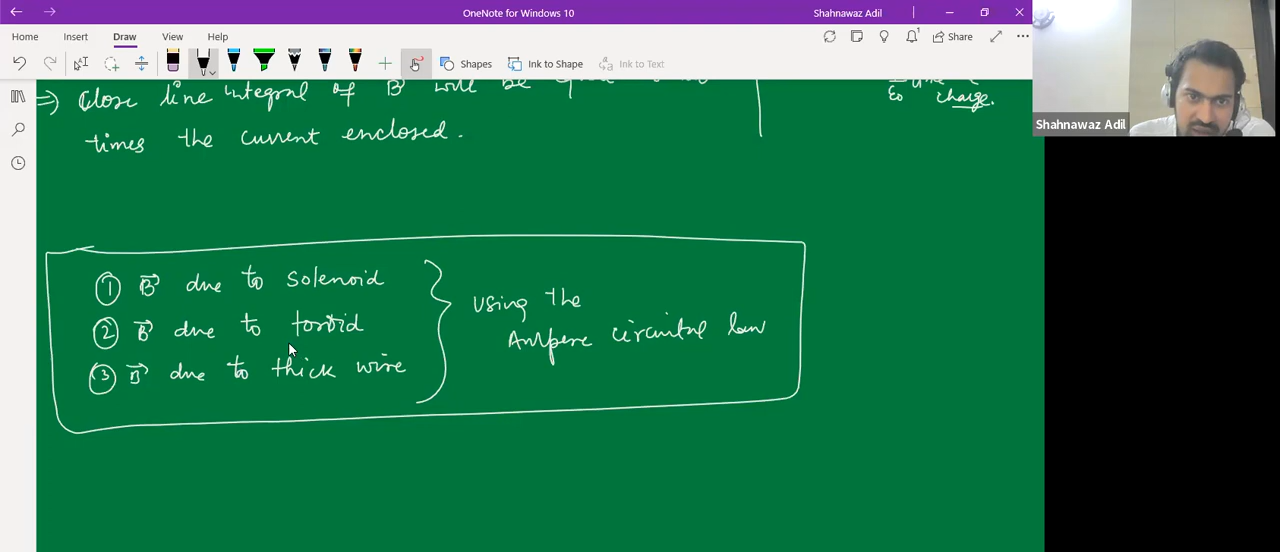 OneNote for Windows 10
Shahnawaz Adil
Home Insert Draw View Help
Shapes Ink to Shape Ink to Text
1 Share
⇒) Close line integral of B will be
times the current enclosed.
ε0 charge.
Shahnawaz Adil
① B⃗ due to solenoid
② B⃗ due to toroid
③ B⃗ due to thick wire
Using the
Ampere circuital law